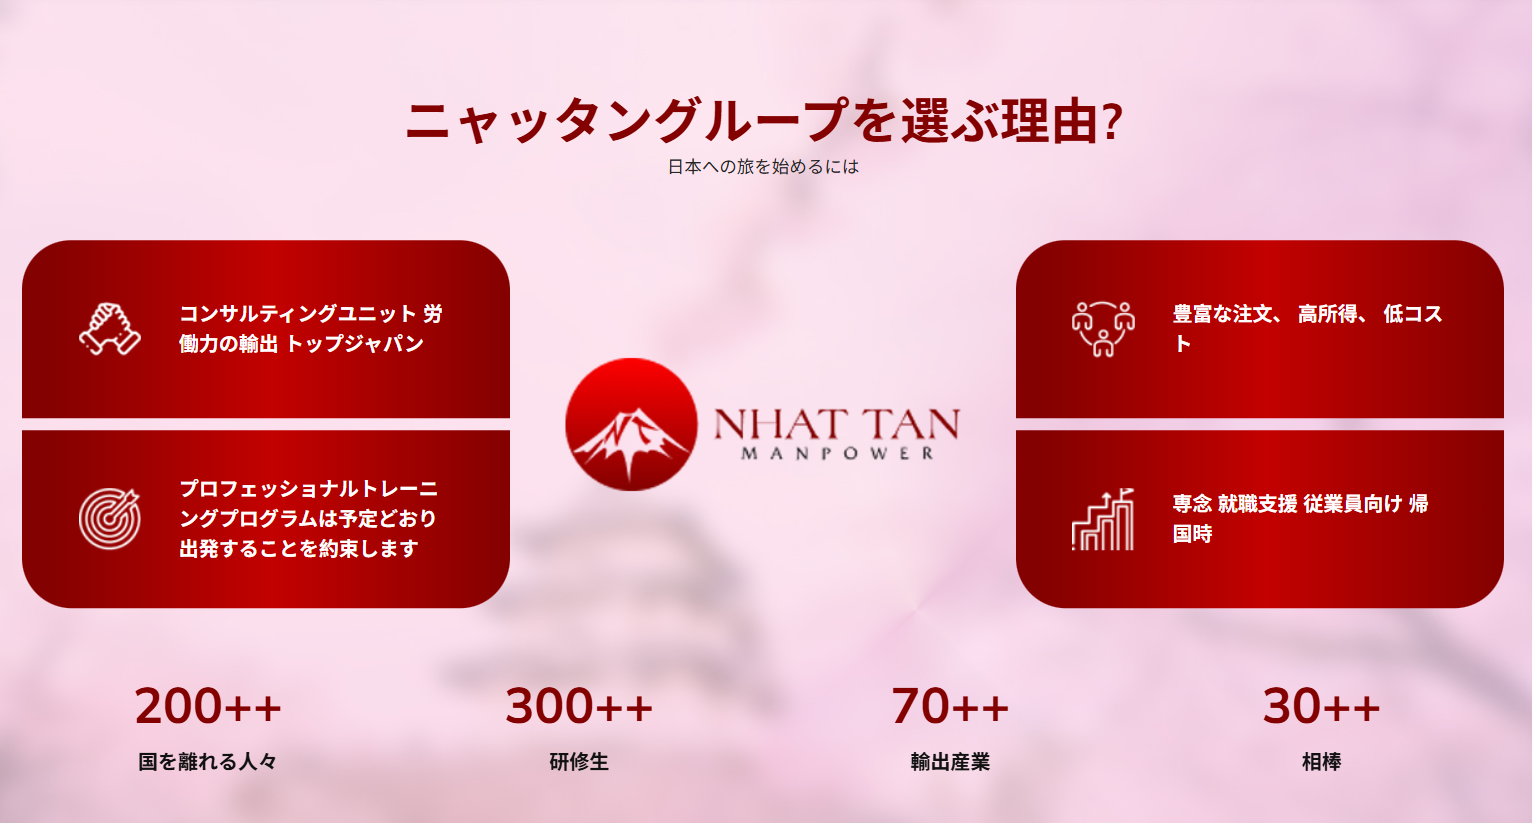 ニャッタングループを選ぶ理由?
日本への旅を始めるには
コンサルティングユニット 労
働力の輸出 トップジャパン
プロフェッショナルトレーニ
ングプログラムは予定どおり
出発することを約束します
NHAT TAN
MANPOWER
豊富な注文、 高所得、 低コス
ト
専念 就職支援 従業員向け 帰
国時
200++
国を離れる人々
300++
研修生
70++
輸出産業
30++
相棒